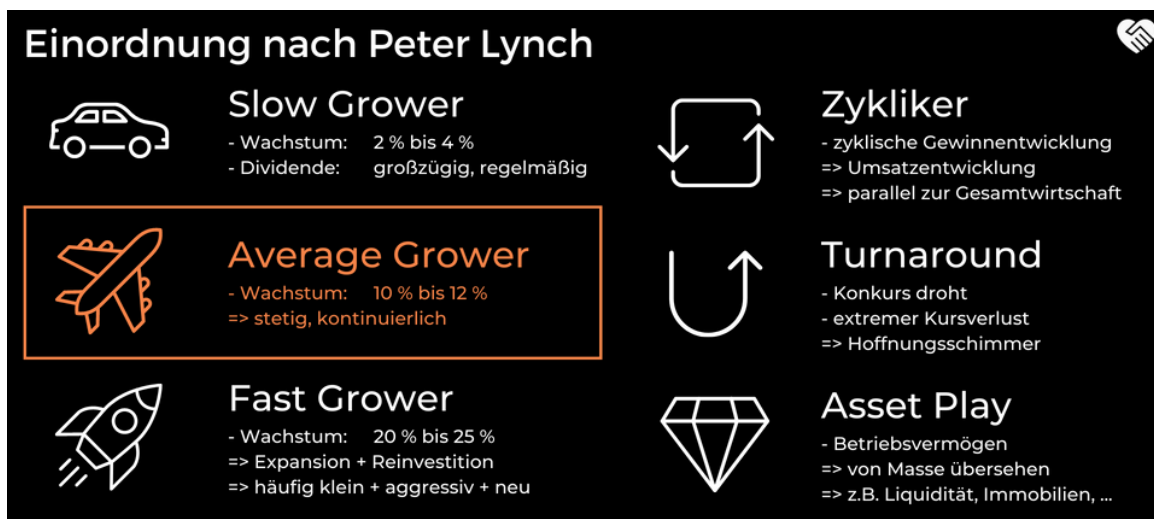 Einordnung nach Peter Lynch
Slow Grower
- Wachstum: 2 % bis 4 %
- Dividende: großzügig, regelmäßig
Average Grower
- Wachstum: 10 % bis 12 %
=> stetig, kontinuierlich
Fast Grower
- Wachstum: 20 % bis 25 %
=> Expansion + Reinvestition
=> häufig klein + aggressiv + neu
Zykliker
- zyklische Gewinnentwicklung
=> Umsatzentwicklung
=> parallel zur Gesamtwirtschaft
Turnaround
- Konkurs droht
- extremer Kursverlust
=> Hoffnungsschimmer
Asset Play
- Betriebsvermögen
=> von Masse übersehen
=> z.B. Liquidität, Immobilien, ...